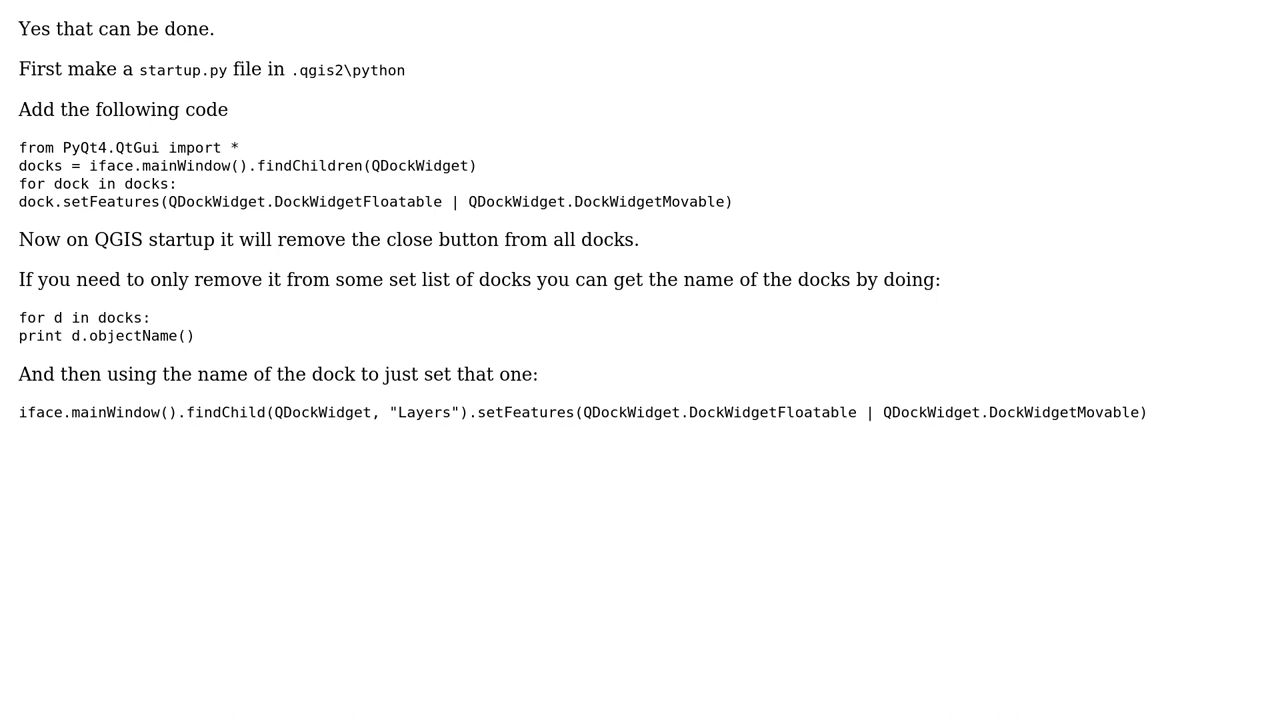 Yes that can be done.
First make a startup.py file in .qgis2\python
Add the following code
from PyQt4.QtGui import *
docks = iface.mainWindow().findChildren(QDockWidget)
for dock in docks:
dock.setFeatures(QDockWidget.DockWidgetFloatable | QDockWidget.DockWidgetMovable)
Now on QGIS startup it will remove the close button from all docks.
If you need to only remove it from some set list of docks you can get the name of the docks by doing:
for d in docks:
print d.objectName()
And then using the name of the dock to just set that one:
iface.mainWindow().findChild(QDockWidget, "Layers").setFeatures(QDockWidget.DockWidgetFloatable | QDockWidget.DockWidgetMovable)